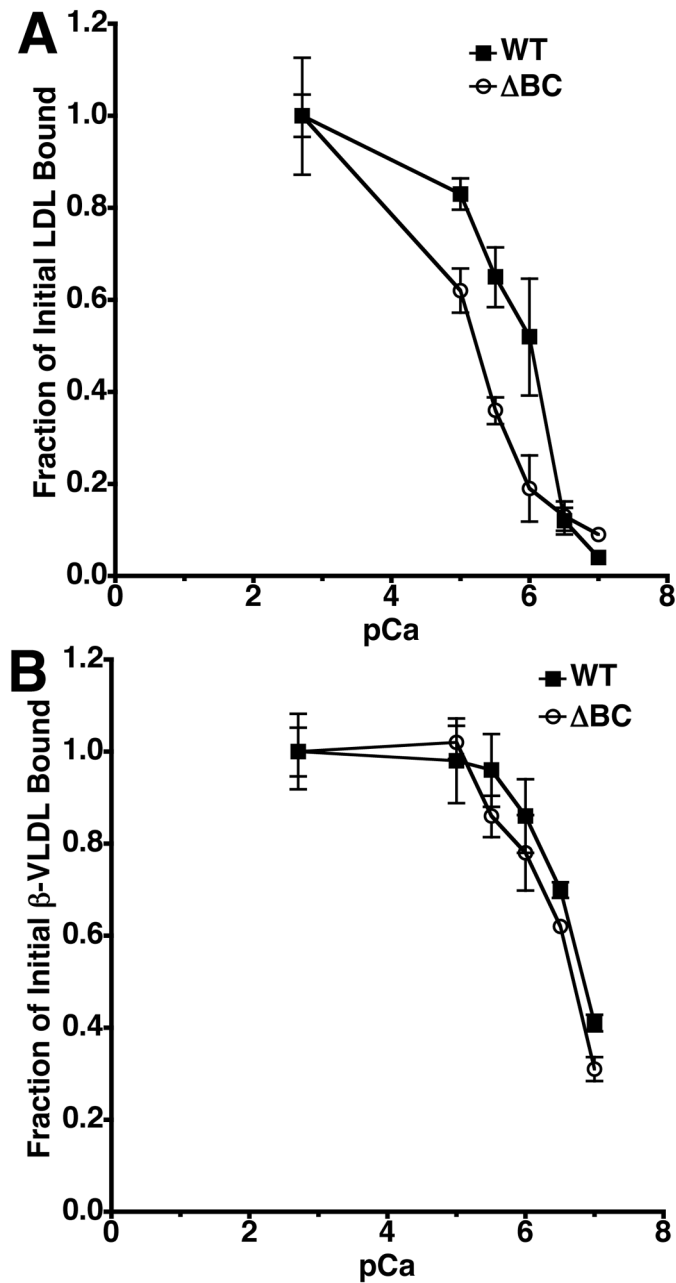 A
Fraction of Initial LDL Bound
1.2
1.0
0.8
0.6
0.4
0.2
0.0
0 2 4 6 8
pCa
WT
ΔBC
B
Fraction of Initial β-VLDL Bound
1.2
1.0
0.8
0.6
0.4
0.2
0.0
0 2 4 6 8
pCa
WT
ΔBC